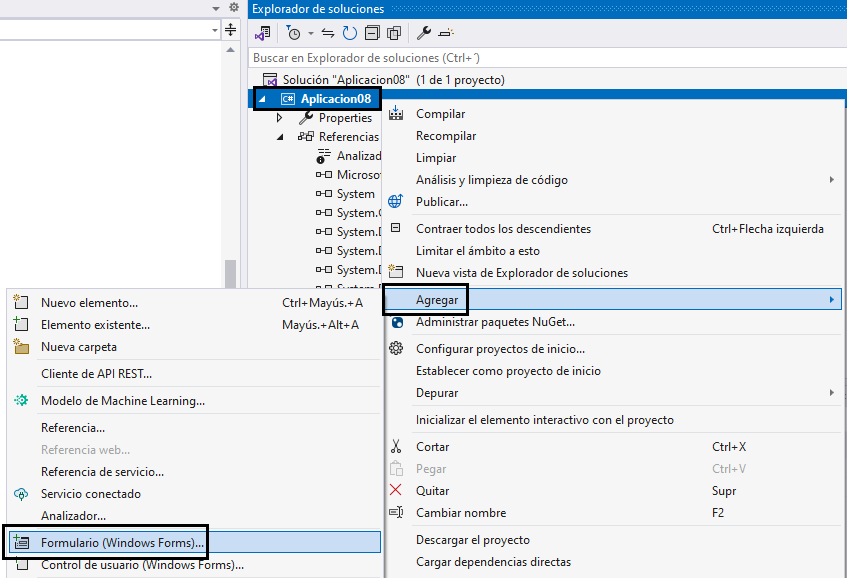 Explorador de soluciones
Buscar en Explorador de soluciones (Ctrl+´)
Solución "Aplicacion08" (1 de 1 proyecto)
C# Aplicacion08
Properties
Referencias
Analizad
Microsof
System
System.C
System.D
System.D
System.D
Compilar
Recompilar
Limpiar
Análisis y limpieza de código
Publicar...
Contraer todos los descendientes Ctrl+Flecha izquierda
Limitar el ámbito a esto
Nueva vista de Explorador de soluciones
Agregar
Administrar paquetes NuGet...
Configurar proyectos de inicio...
Establecer como proyecto de inicio
Depurar
Inicializar el elemento interactivo con el proyecto
Cortar Ctrl+X
Pegar Ctrl+V
Quitar Supr
Cambiar nombre F2
Descargar el proyecto
Cargar dependencias directas
Nuevo elemento... Ctrl+Mayús.+A
Elemento existente... Mayús.+Alt+A
Nueva carpeta
Cliente de API REST...
Modelo de Machine Learning...
Referencia...
Referencia web...
Referencia de servicio...
Servicio conectado
Analizador...
Formulario (Windows Forms)...
Control de usuario (Windows Forms)...